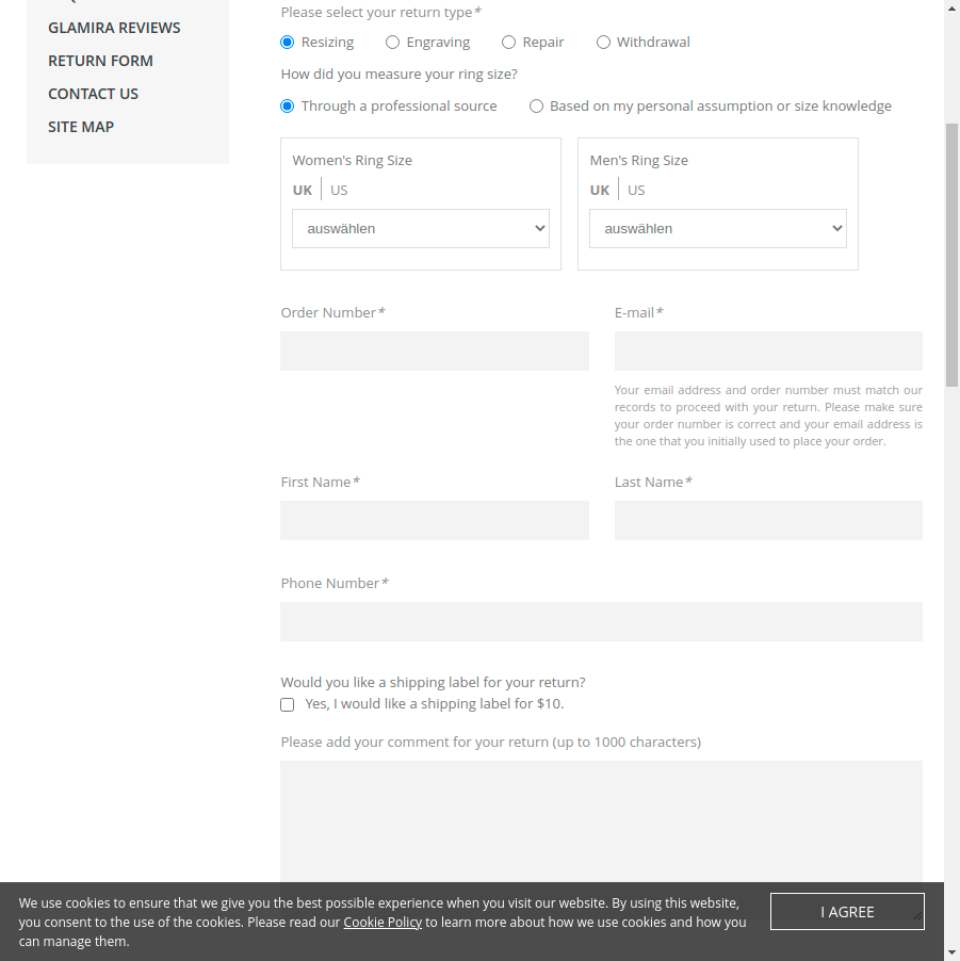 GLAMIRA REVIEWS
RETURN FORM
CONTACT US
SITE MAP
Please select your return type*
Resizing Engraving Repair Withdrawal
How did you measure your ring size?
Through a professional source Based on my personal assumption or size knowledge
Women's Ring Size
UK US
auswählen
Men's Ring Size
UK US
auswählen
Order Number*
E-mail*
Your email address and order number must match our
records to proceed with your return. Please make sure
your order number is correct and your email address is
the one that you initially used to place your order.
First Name*
Last Name*
Phone Number*
Would you like a shipping label for your return?
Yes, I would like a shipping label for $10.
Please add your comment for your return (up to 1000 characters)
We use cookies to ensure that we give you the best possible experience when you visit our website. By using this website,
you consent to the use of the cookies. Please read our Cookie Policy to learn more about how we use cookies and how you
can manage them.
I AGREE